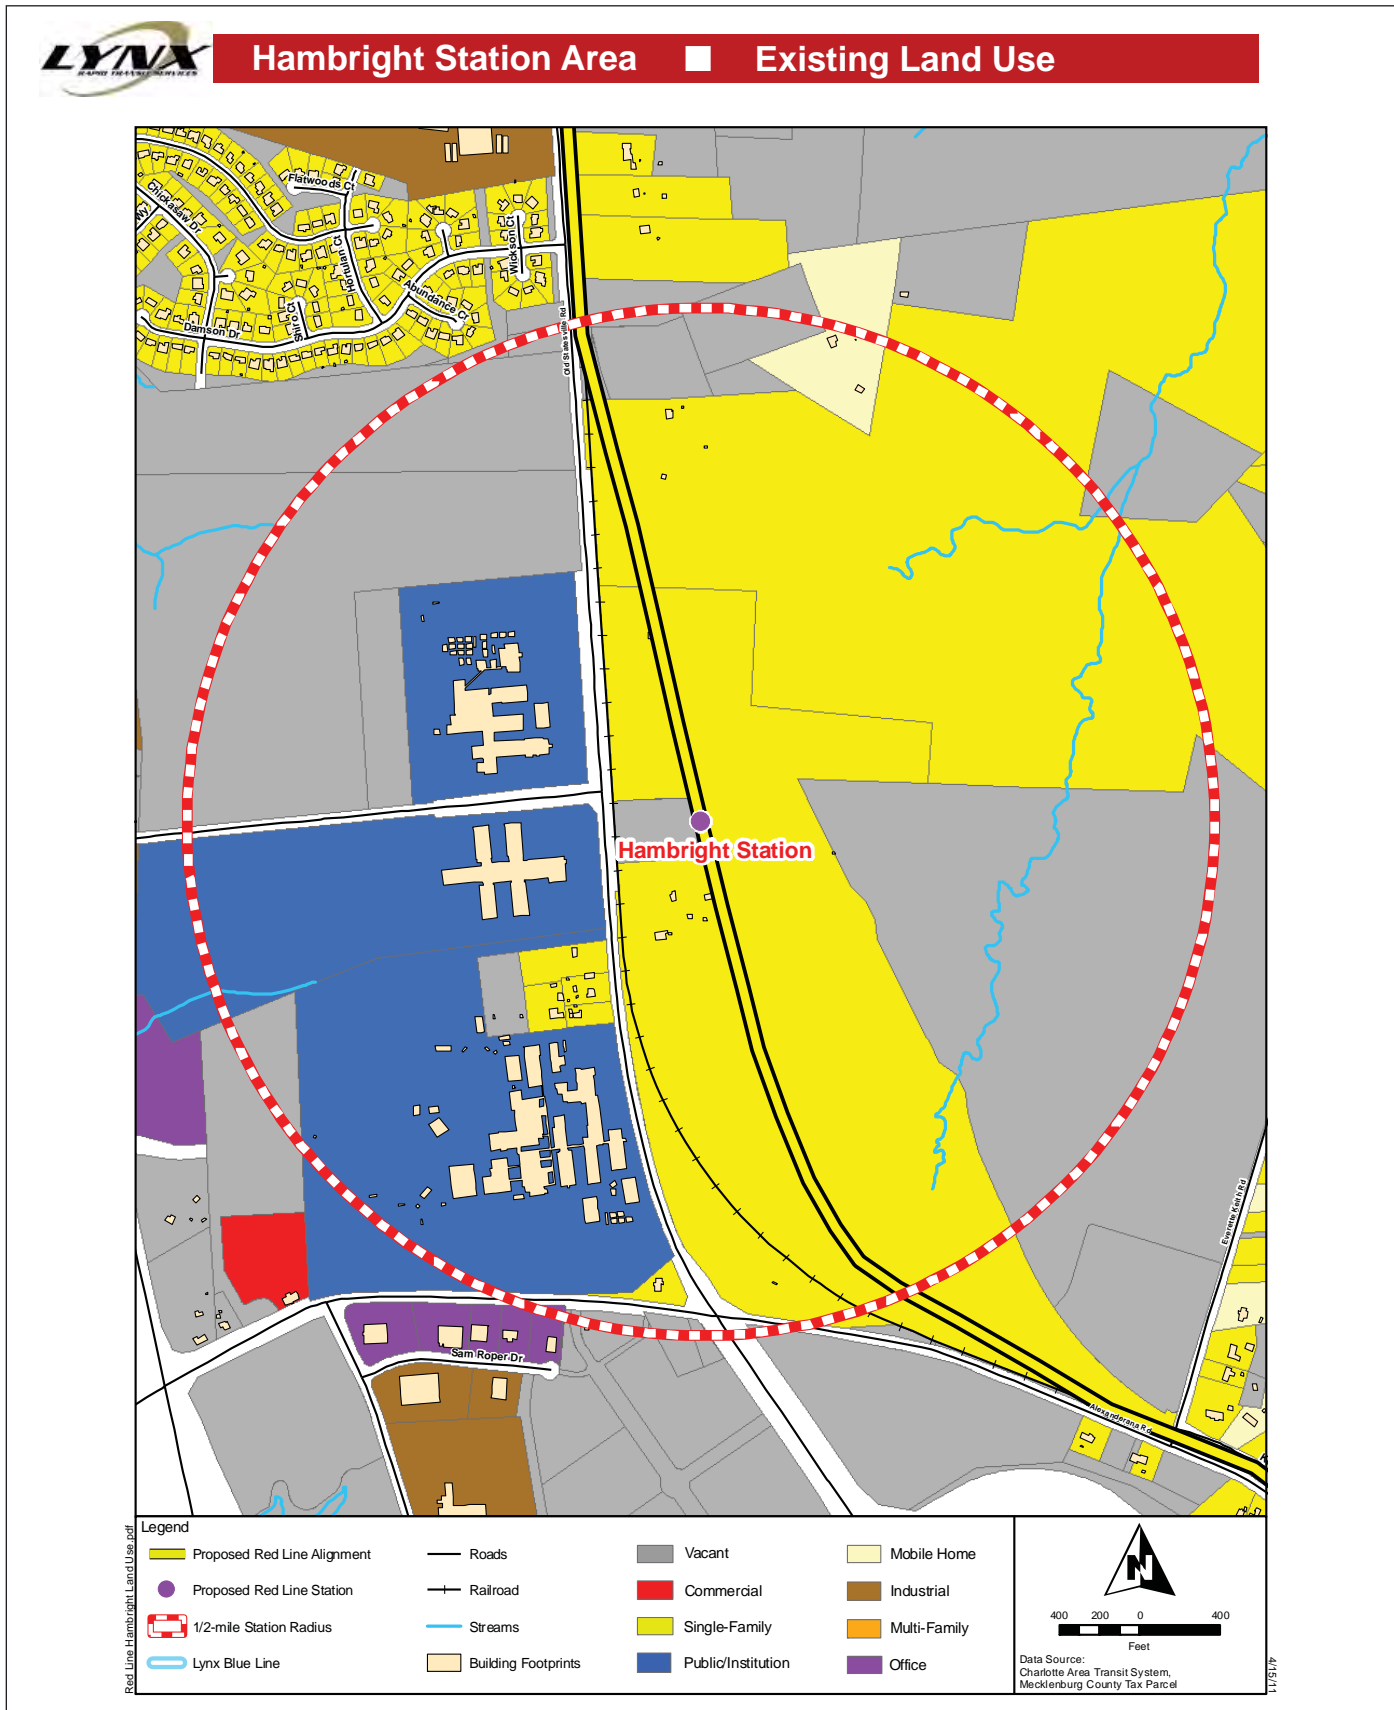 LYNX
RAPID TRANSIT SERVICES
Hambright Station Area Existing Land Use
Flatwoods Ct
Chickasaw Dr
Wy
Hortulan Ct
Wickson Ct
Abundance Ct
Shiro Ct
Damson Dr
Old Statesville Rd
Hambright Station
Everette Keith Rd
Sam Roper Dr
Alexanderana Rd
Legend
Proposed Red Line Alignment
Proposed Red Line Station
1/2-mile Station Radius
Lynx Blue Line
Roads
Railroad
Streams
Building Footprints
Vacant
Commercial
Single-Family
Public/Institution
Mobile Home
Industrial
Multi-Family
Office
N
400 200 0 400
Feet
Data Source:
Charlotte Area Transit System,
Mecklenburg County Tax Parcel
Red Line Hambright Land Use.pdf
4/15/11